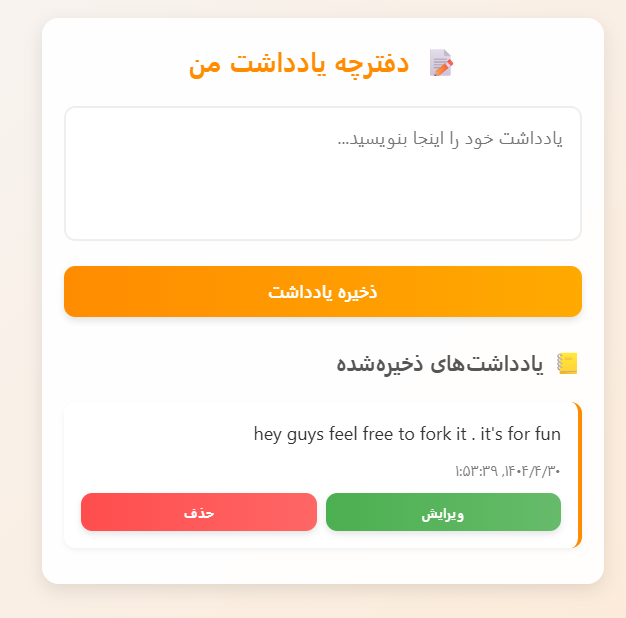 📝 دفترچه یادداشت من
یادداشت خود را اینجا بنویسید...
ذخیره یادداشت
📒 یادداشت‌های ذخیره‌شده
hey guys feel free to fork it . it's for fun
۱۴۰۴/۴/۳۰, ۱:۵۳:۳۹
ویرایش
حذف